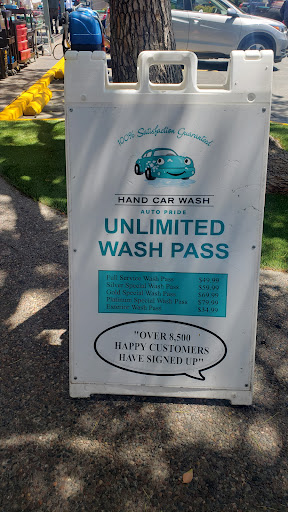 100% Satisfaction Guaranteed
HAND CAR WASH
AUTO PRIDE
UNLIMITED
WASH PASS
Full Service Wash Pass $49.99
Silver Special Wash Pass $59.99
Gold Special Wash Pass $69.99
Platinum Special Wash Pass $79.99
Exterior Wash Pass $34.99
"OVER 8,500
HAPPY CUSTOMERS
HAVE SIGNED UP"